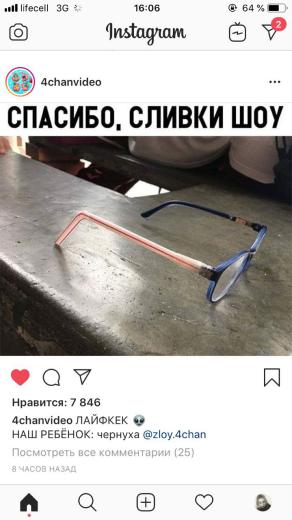 lifecell 3G 16:06 64 %
Instagram 2
4chanvideo
СПАСИБО, СЛИВКИ ШОУ
Нравится: 7 846
4chanvideo ЛАЙФКЕК 👽
НАШ РЕБЁНОК: чернуха @zloy.4chan
Посмотреть все комментарии (25)
8 ЧАСОВ НАЗАД